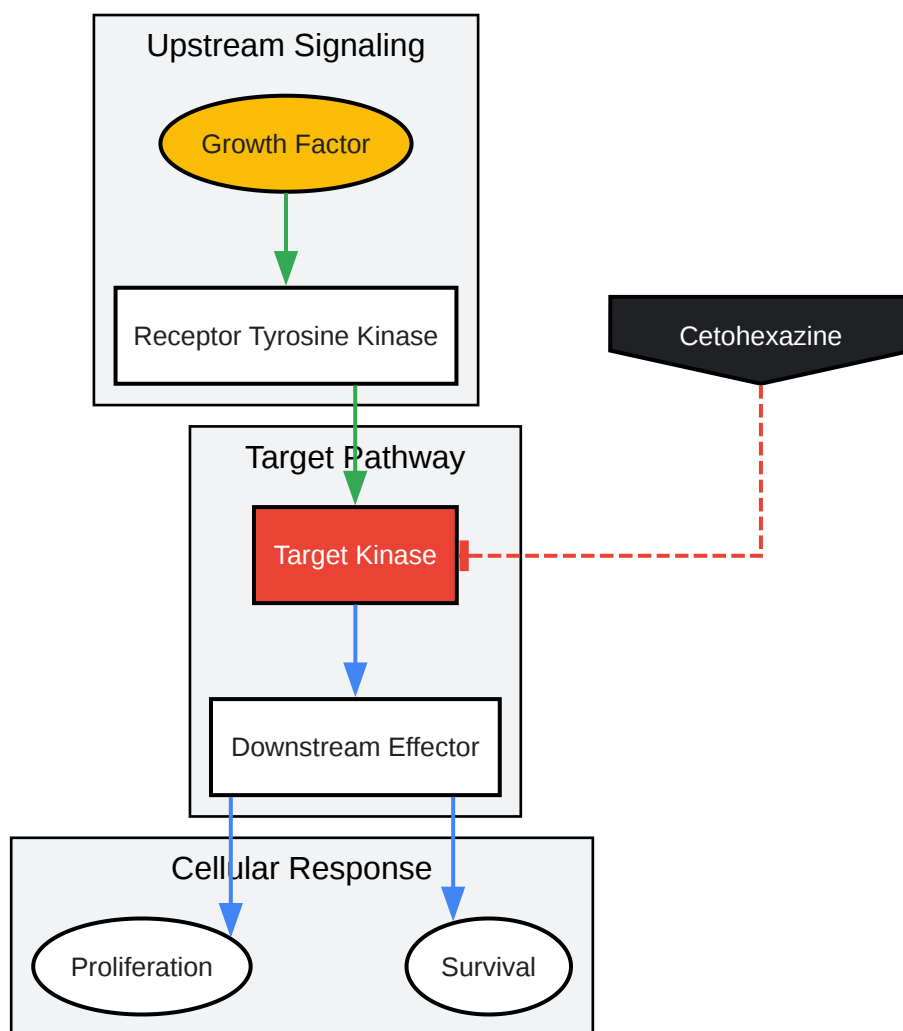 Upstream Signaling
Growth Factor
Receptor Tyrosine Kinase
Cetohexazine
Target Pathway
Target Kinase
Downstream Effector
Cellular Response
Proliferation
Survival